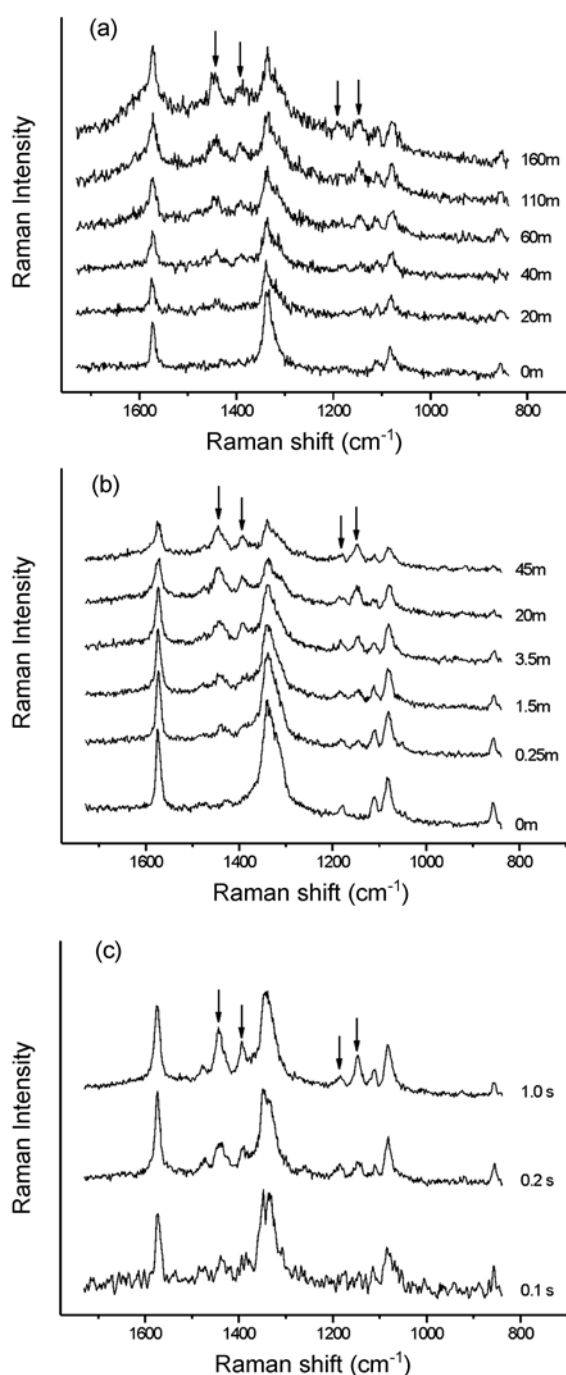 (a)
Raman Intensity
160m
110m
60m
40m
20m
0m
1600 1400 1200 1000 800
Raman shift (cm⁻¹)
(b)
Raman Intensity
45m
20m
3.5m
1.5m
0.25m
0m
1600 1400 1200 1000 800
Raman shift (cm⁻¹)
(c)
Raman Intensity
1.0 s
0.2 s
0.1 s
1600 1400 1200 1000 800
Raman shift (cm⁻¹)